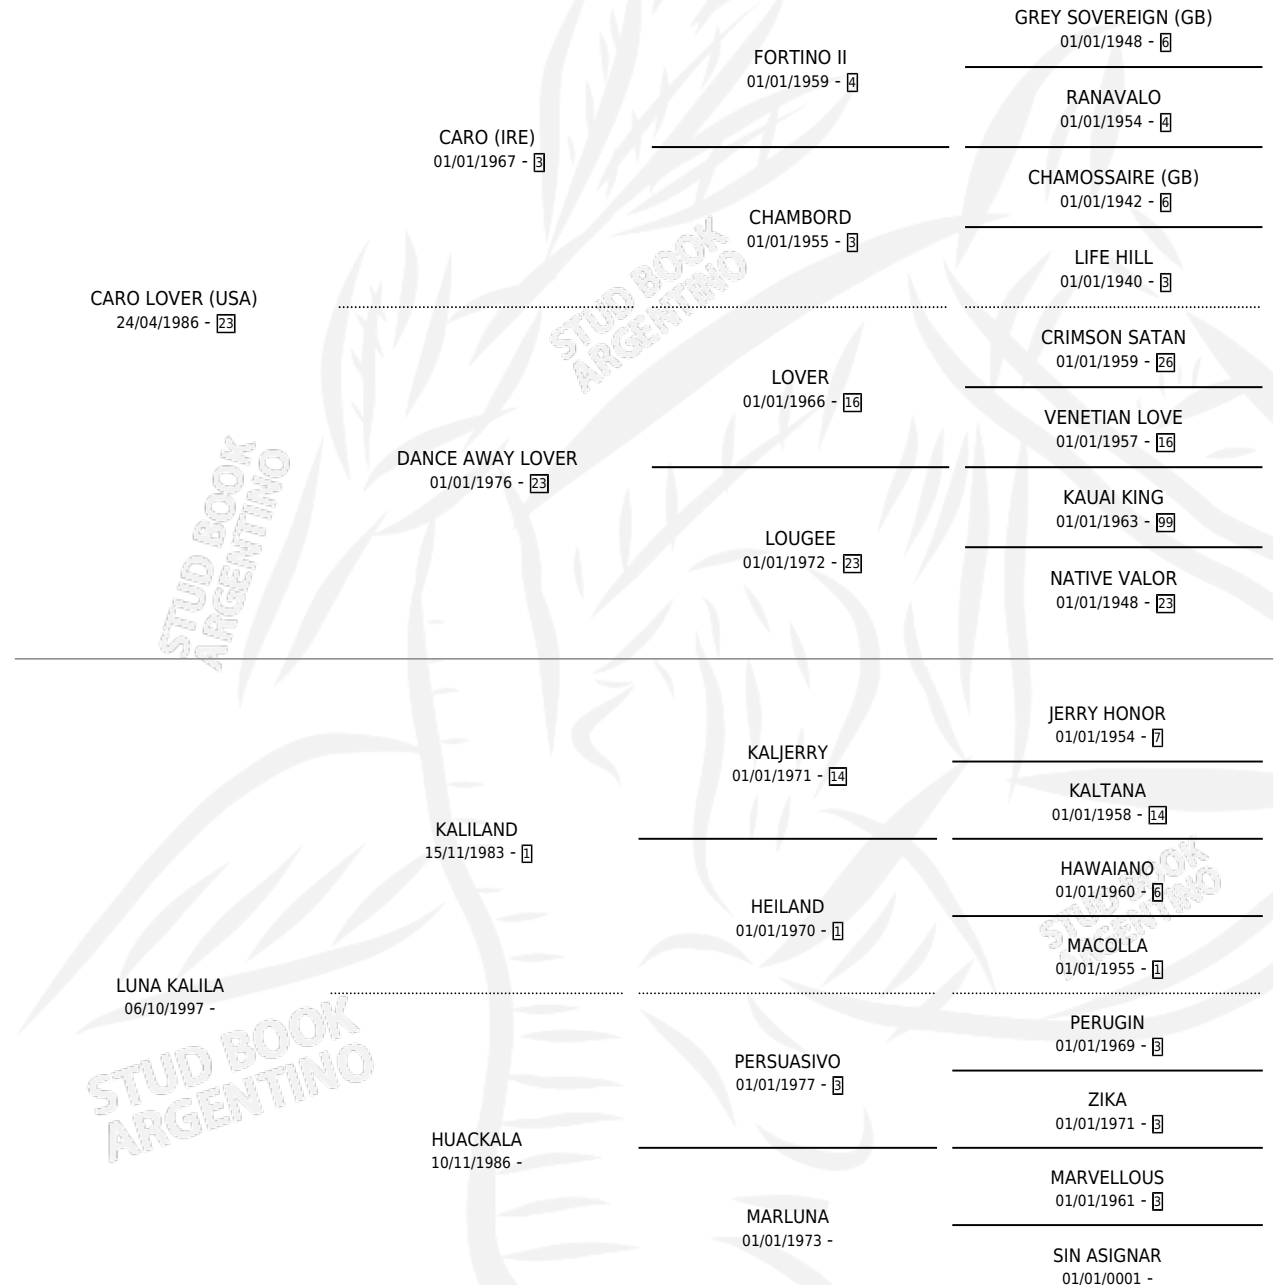 GREY SOVEREIGN (GB)
01/01/1948 - 6
FORTINO II
01/01/1959 - 4
RANAVALO
01/01/1954 - 4
CARO (IRE)
01/01/1967 - 3
CHAMOSSAIRE (GB)
01/01/1942 - 6
CHAMBORD
01/01/1955 - 3
LIFE HILL
01/01/1940 - 3
CARO LOVER (USA)
24/04/1986 - 23
CRIMSON SATAN
01/01/1959 - 26
LOVER
01/01/1966 - 16
VENETIAN LOVE
01/01/1957 - 16
DANCE AWAY LOVER
01/01/1976 - 23
KAUAI KING
01/01/1963 - 99
LOUGEE
01/01/1972 - 23
NATIVE VALOR
01/01/1948 - 23
JERRY HONOR
01/01/1954 - 7
KALJERRY
01/01/1971 - 14
KALTANA
01/01/1958 - 14
KALILAND
15/11/1983 - 1
HAWAIANO
01/01/1960 - 6
HEILAND
01/01/1970 - 1
MACOLLA
01/01/1955 - 1
LUNA KALILA
06/10/1997 -
PERUGIN
01/01/1969 - 3
PERSUASIVO
01/01/1977 - 3
ZIKA
01/01/1971 - 3
HUACKALA
10/11/1986 -
MARVELLOUS
01/01/1961 - 3
MARLUNA
01/01/1973 -
SIN ASIGNAR
01/01/0001 -
STUD BOOK
ARGENTINO
STUD BOOK
ARGENTINO
STUD BOOK
ARGENTINO
STUD BOOK
ARGENTINO